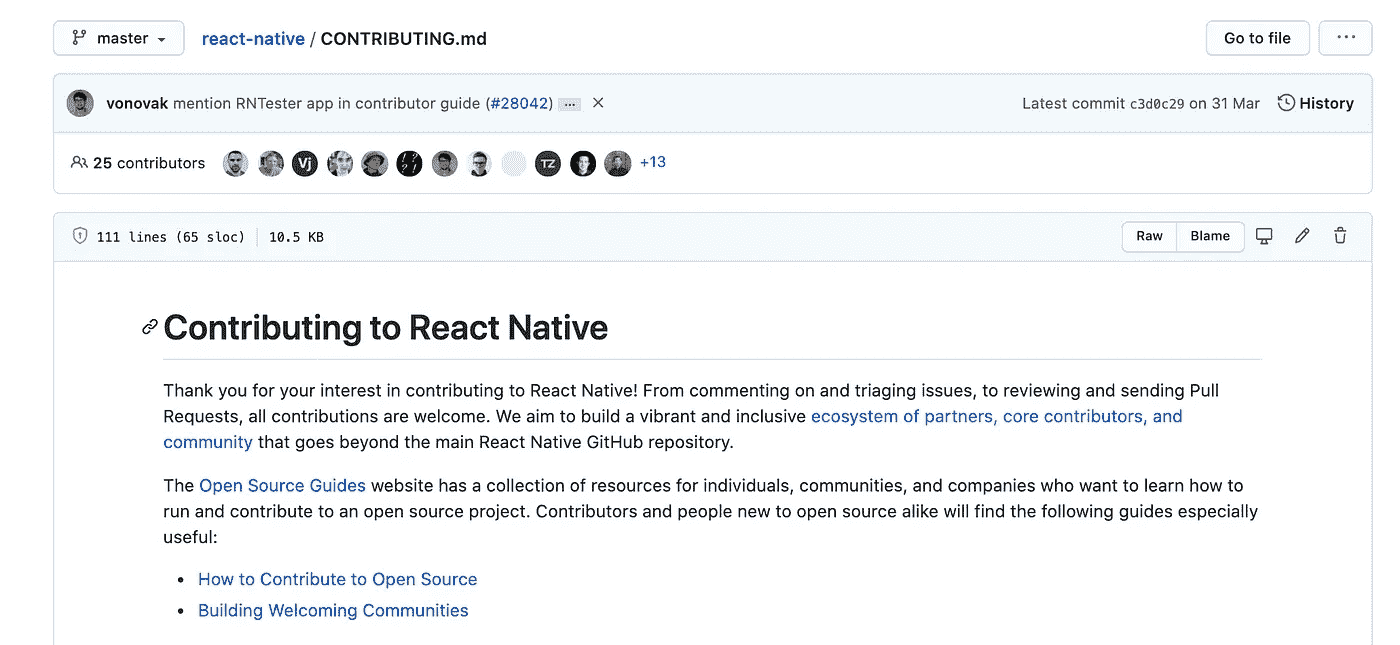 master
react-native / CONTRIBUTING.md
Go to file
...
vonovak mention RNTester app in contributor guide (#28042) ... ×
Latest commit c3d0c29 on 31 Mar
History
25 contributors
Vj
TZ
+13
111 lines (65 sloc)
10.5 KB
Raw
Blame
Contributing to React Native
Thank you for your interest in contributing to React Native! From commenting on and triaging issues, to reviewing and sending Pull
Requests, all contributions are welcome. We aim to build a vibrant and inclusive ecosystem of partners, core contributors, and
community that goes beyond the main React Native GitHub repository.
The Open Source Guides website has a collection of resources for individuals, communities, and companies who want to learn how to
run and contribute to an open source project. Contributors and people new to open source alike will find the following guides especially
useful:
• How to Contribute to Open Source
• Building Welcoming Communities